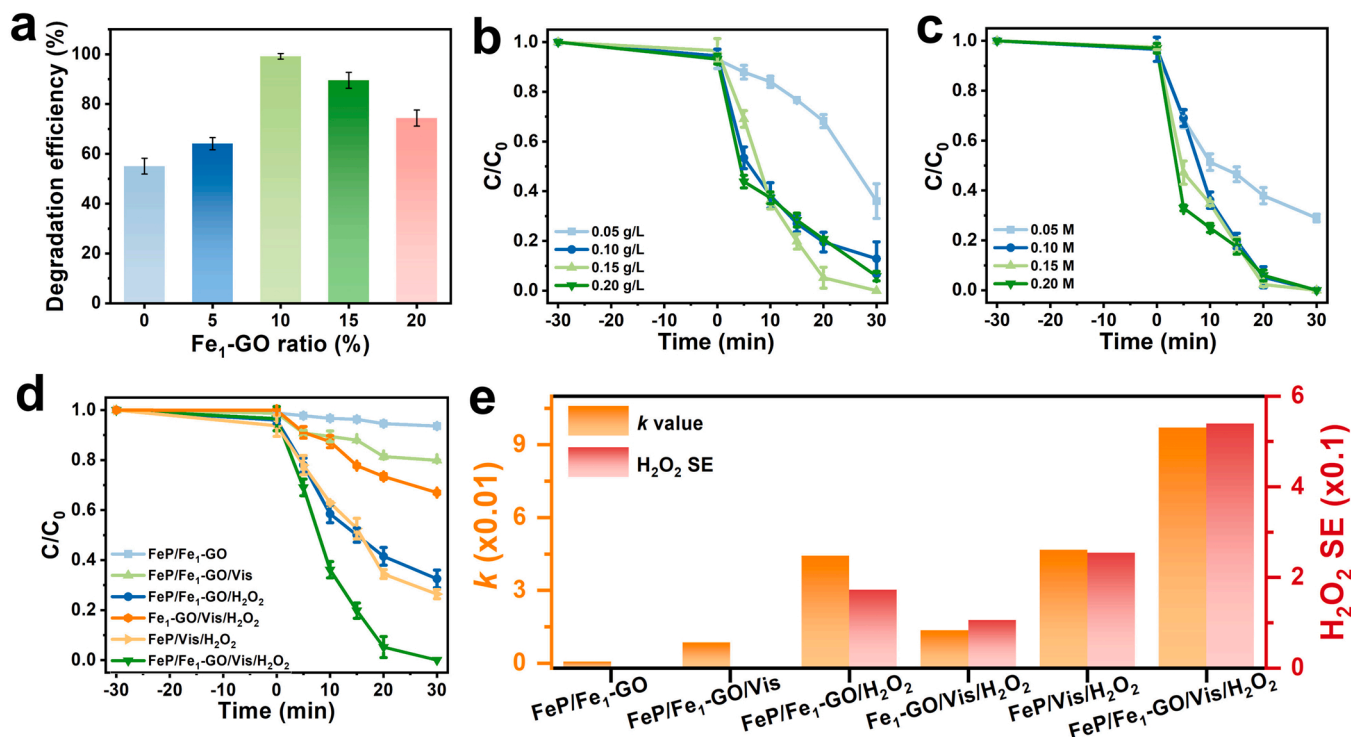 a
Degradation efficiency (%)
100
80
60
40
20
0
0 5 10 15 20
Fe₁-GO ratio (%)
b
C/C₀
1.0
0.8
0.6
0.4
0.2
0.0
0.05 g/L
0.10 g/L
0.15 g/L
0.20 g/L
-30 -20 -10 0 10 20 30
Time (min)
c
C/C₀
1.0
0.8
0.6
0.4
0.2
0.0
0.05 M
0.10 M
0.15 M
0.20 M
-30 -20 -10 0 10 20 30
Time (min)
d
C/C₀
1.0
0.8
0.6
0.4
0.2
0.0
FeP/Fe₁-GO
FeP/Fe₁-GO/Vis
FeP/Fe₁-GO/H₂O₂
Fe₁-GO/Vis/H₂O₂
FeP/Vis/H₂O₂
FeP/Fe₁-GO/Vis/H₂O₂
-30 -20 -10 0 10 20 30
Time (min)
e
k (x0.01)
9
6
3
0
k value
H₂O₂ SE
6
4
2
0
H₂O₂ SE (x0.1)
FeP/Fe₁-GO
FeP/Fe₁-GO/Vis
FeP/Fe₁-GO/H₂O₂
Fe₁-GO/Vis/H₂O₂
FeP/Vis/H₂O₂
FeP/Fe₁-GO/Vis/H₂O₂